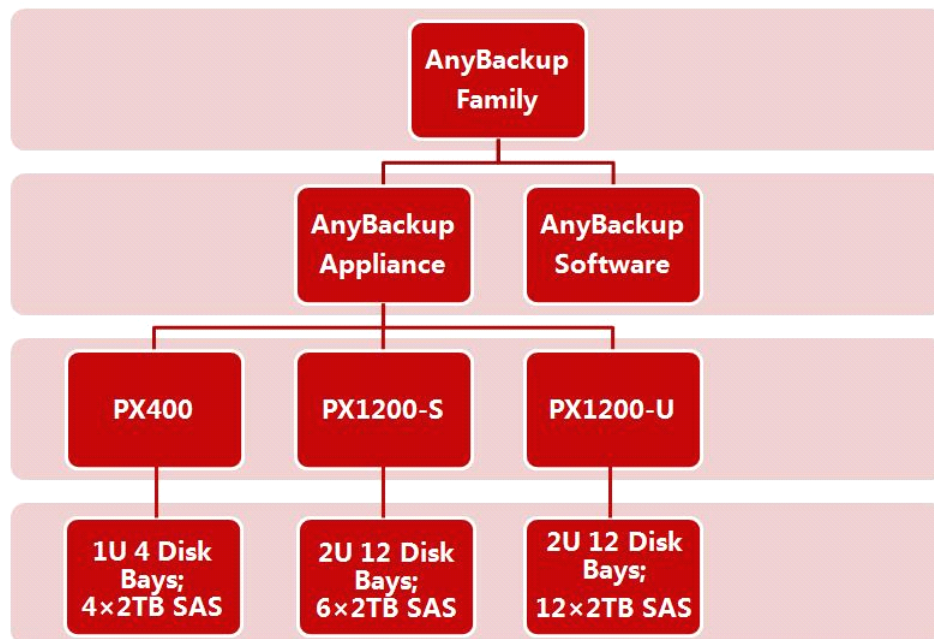 AnyBackup
Family
AnyBackup
Appliance
AnyBackup
Software
PX400
PX1200-S
PX1200-U
1U 4 Disk
Bays;
4×2TB SAS
2U 12 Disk
Bays;
6×2TB SAS
2U 12 Disk
Bays;
12×2TB SAS